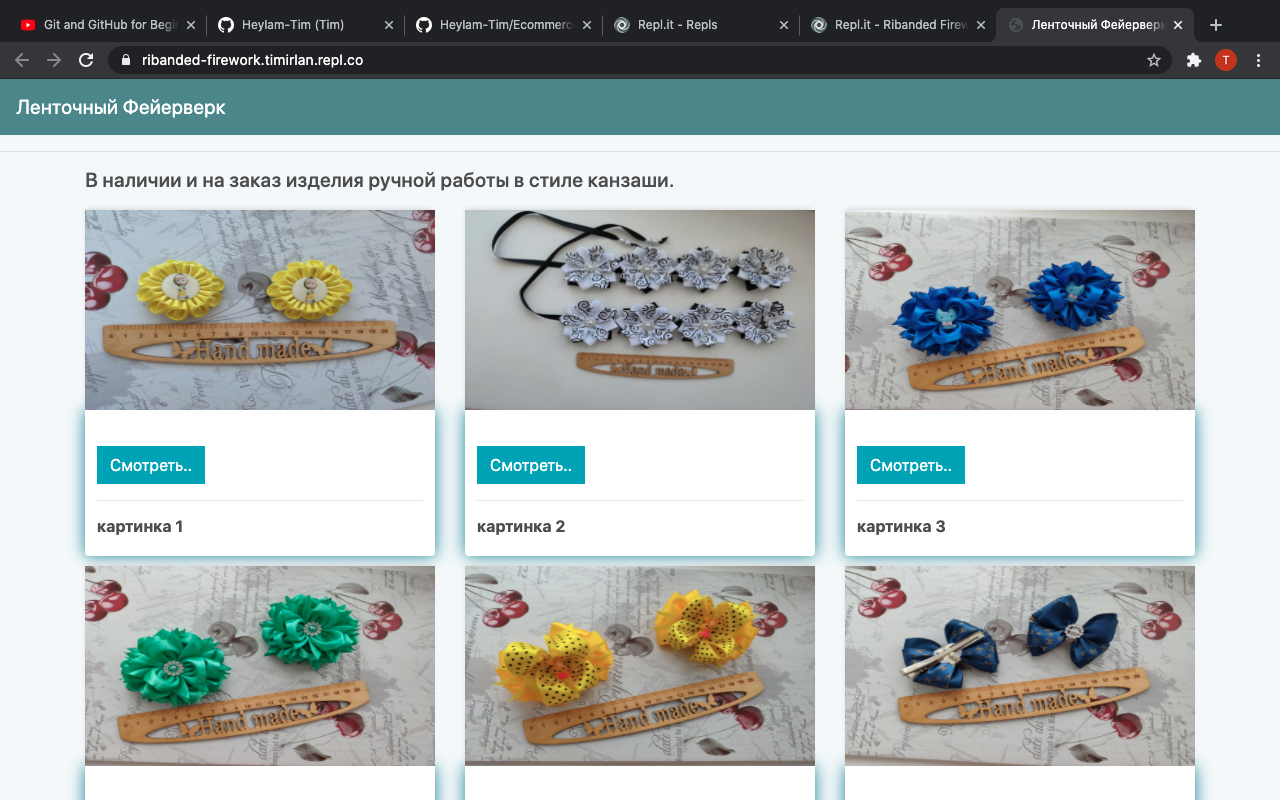 Git and GitHub for Begi
Heylam-Tim (Tim)
Heylam-Tim/Ecommerc
Repl.it - Repls
Repl.it - Ribanded Firew
Ленточный Фейерверк
ribanded-firework.timirlan.repl.co
T
Ленточный Фейерверк
В наличии и на заказ изделия ручной работы в стиле канзаши.
Hand made
Hand made
Hand made
Смотреть..
Смотреть..
Смотреть..
картинка 1
картинка 2
картинка 3
Hand made
Hand made
Hand made